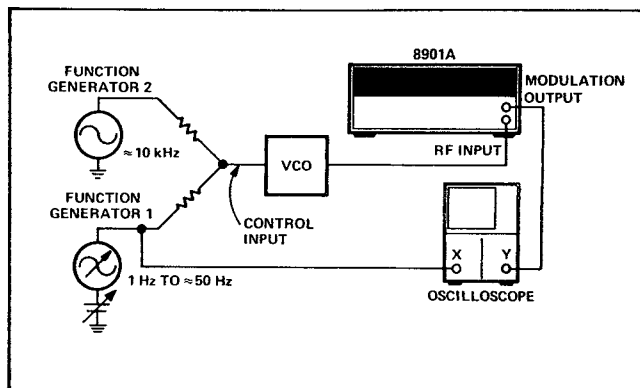 8901A
FUNCTION
GENERATOR 2
MODULATION
OUTPUT
≈ 10 kHz
VCO
RF INPUT
FUNCTION
GENERATOR 1
CONTROL
INPUT
X
Y
1 Hz TO ≈ 50 Hz
OSCILLOSCOPE